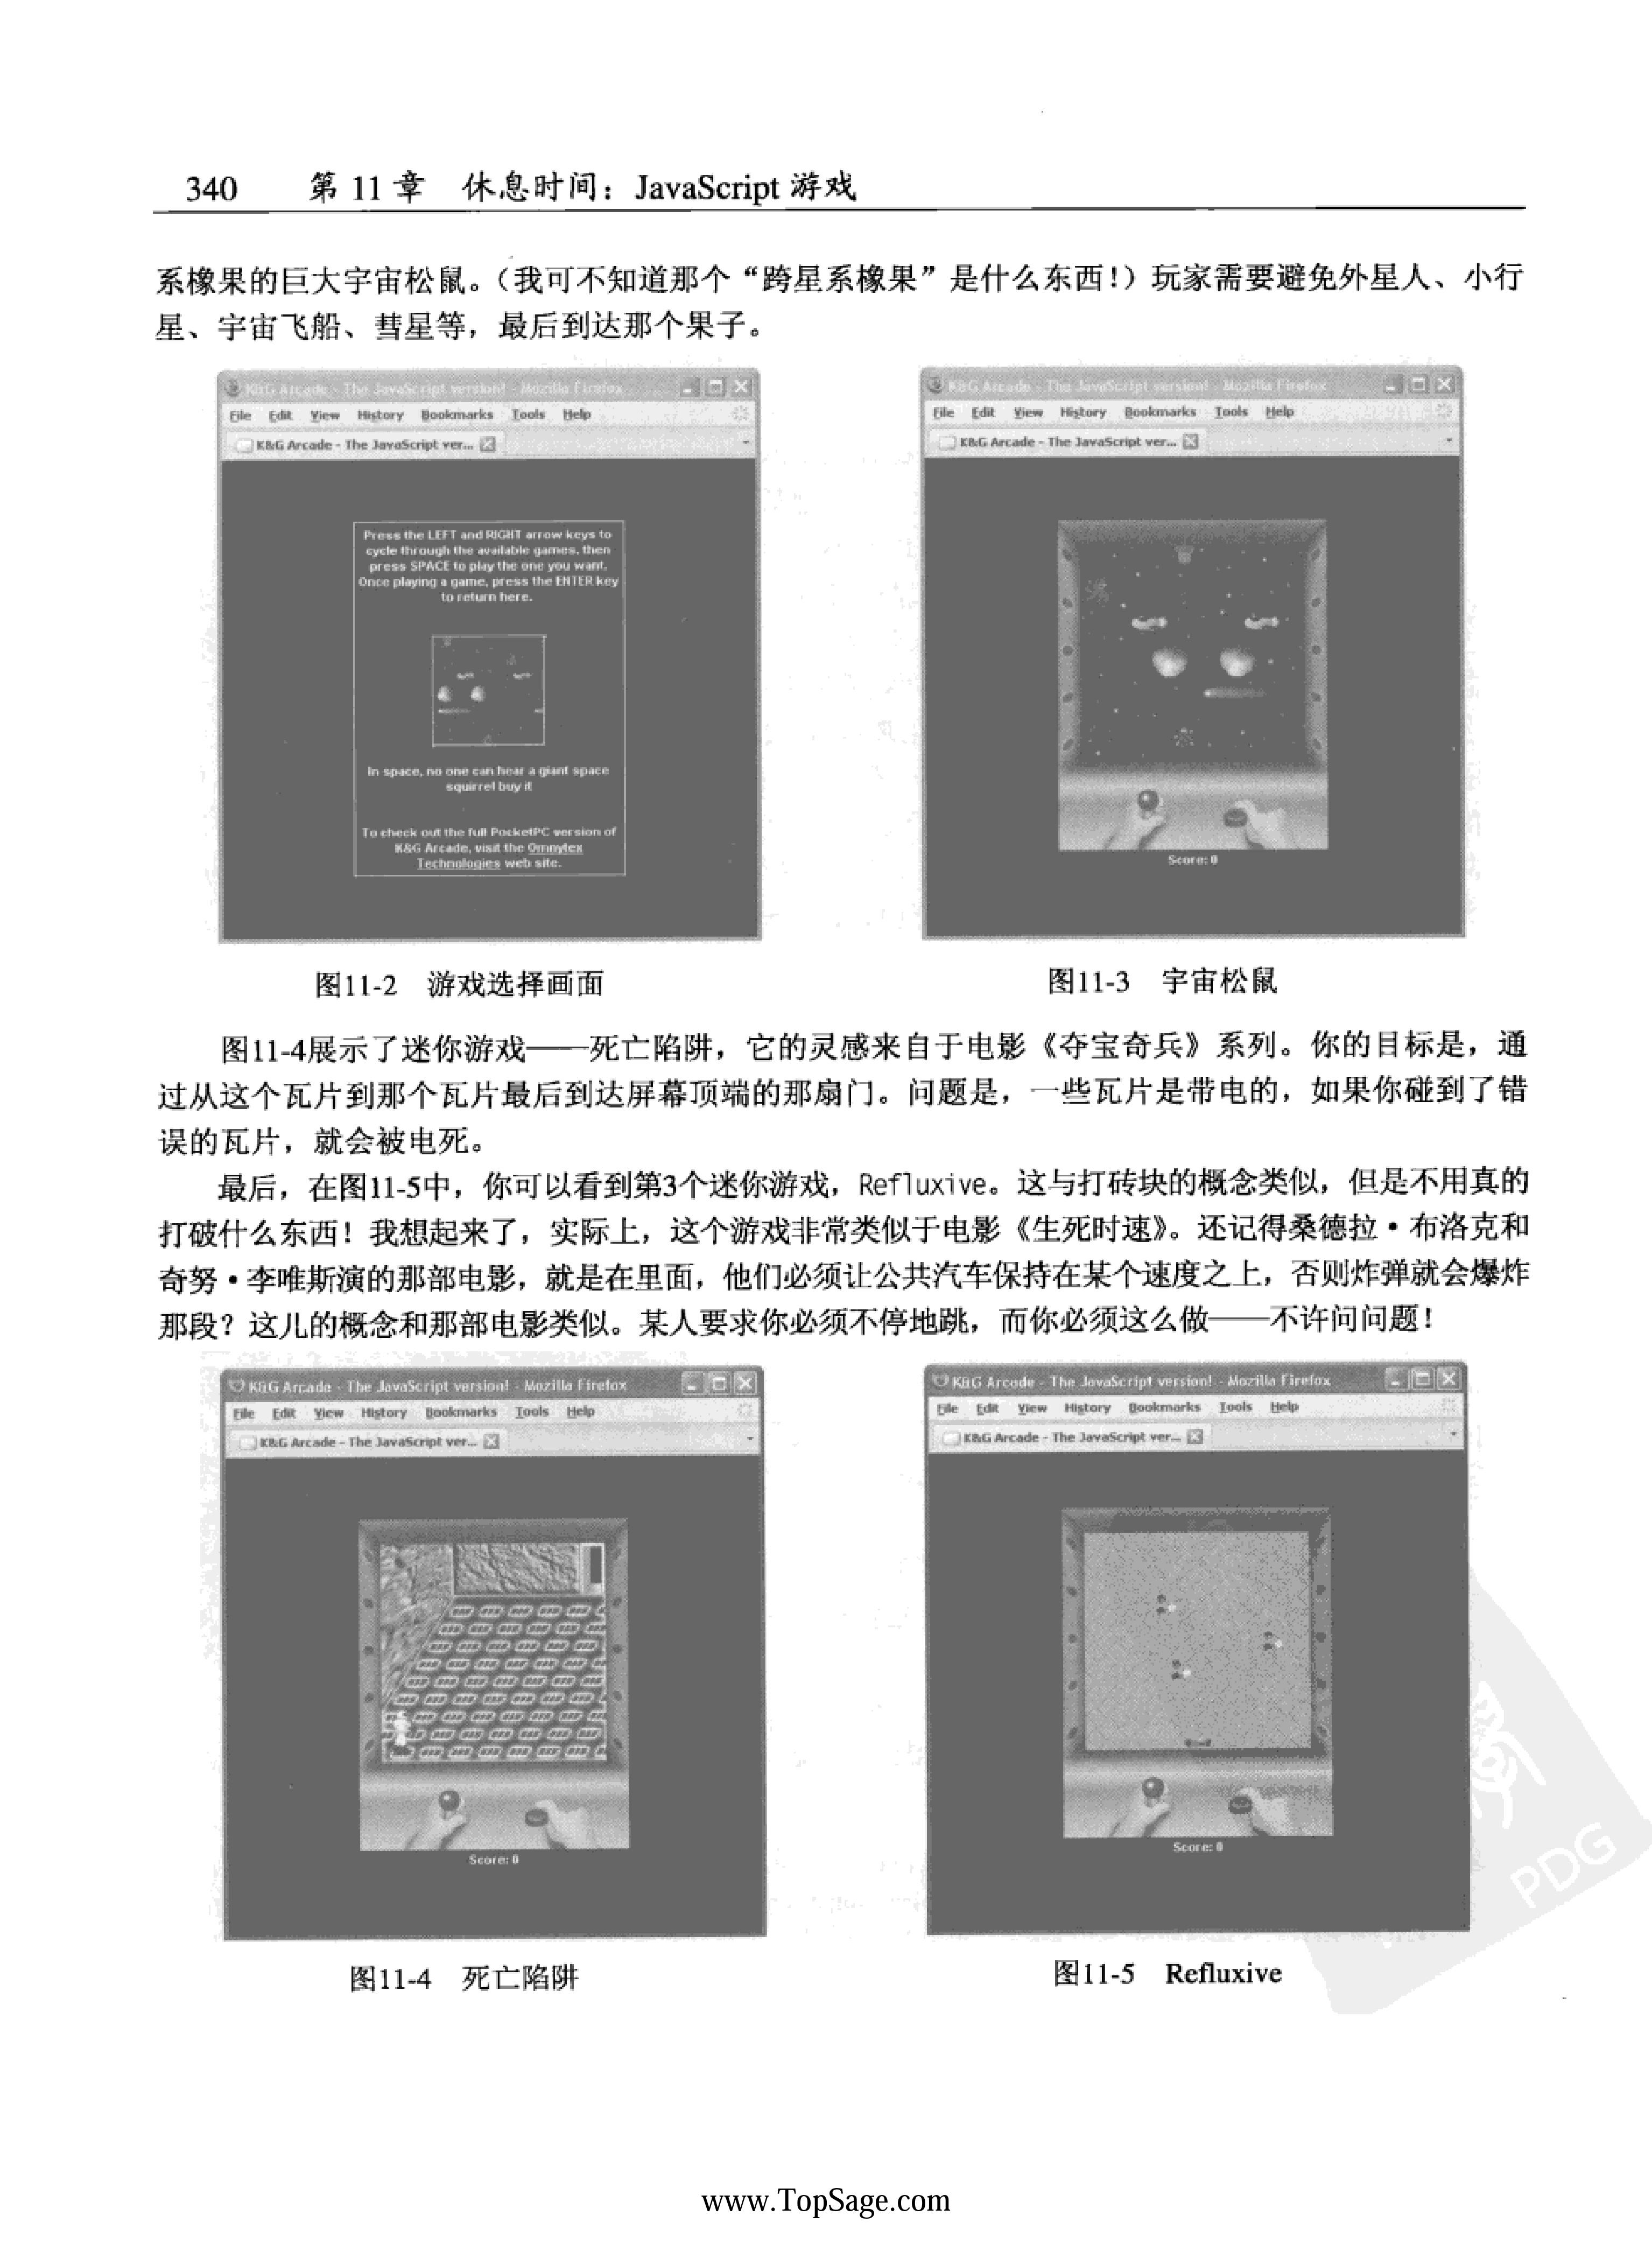 340 第 11 章 休息时间：JavaScript 游戏
系橡果的巨大宇宙松鼠。（我可不知道那个“跨星系橡果”是什么东西！）玩家需要避免外星人、小行
星、宇宙飞船、彗星等，最后到达那个果子。
K&G Arcade - The JavaScript version! - Mozilla Firefox
File Edit View History Bookmarks Tools Help
K&G Arcade - The JavaScript ver...
Press the LEFT and RIGHT arrow keys to
cycle through the available games, then
press SPACE to play the one you want.
Once playing a game, press the ENTER key
to return here.
In space, no one can hear a giant space
squirrel buy it
To check out the full PocketPC version of
K&G Arcade, visit the Omnytex
Technologies web site.
K&G Arcade - The JavaScript version! - Mozilla Firefox
File Edit View History Bookmarks Tools Help
K&G Arcade - The JavaScript ver...
Score: 0
图11-2 游戏选择画面
图11-3 宇宙松鼠
图11-4展示了迷你游戏——死亡陷阱，它的灵感来自于电影《夺宝奇兵》系列。你的目标是，通
过从这个瓦片到那个瓦片最后到达屏幕顶端的那扇门。问题是，一些瓦片是带电的，如果你碰到了错
误的瓦片，就会被电死。
最后，在图11-5中，你可以看到第3个迷你游戏，Refluxive。这与打砖块的概念类似，但是不用真的
打破什么东西！我想起来了，实际上，这个游戏非常类似于电影《生死时速》。还记得桑德拉·布洛克和
奇努·李唯斯演的那部电影，就是在里面，他们必须让公共汽车保持在某个速度之上，否则炸弹就会爆炸
那段？这儿的概念和那部电影类似。某人要求你必须不停地跳，而你必须这么做——不许问问题！
K&G Arcade - The JavaScript version! - Mozilla Firefox
File Edit View History Bookmarks Tools Help
K&G Arcade - The JavaScript ver...
Score: 0
K&G Arcade - The JavaScript version! - Mozilla Firefox
File Edit View History Bookmarks Tools Help
K&G Arcade - The JavaScript ver...
Score: 0
图11-4 死亡陷阱
图11-5 Refluxive
PDG
www.TopSage.com